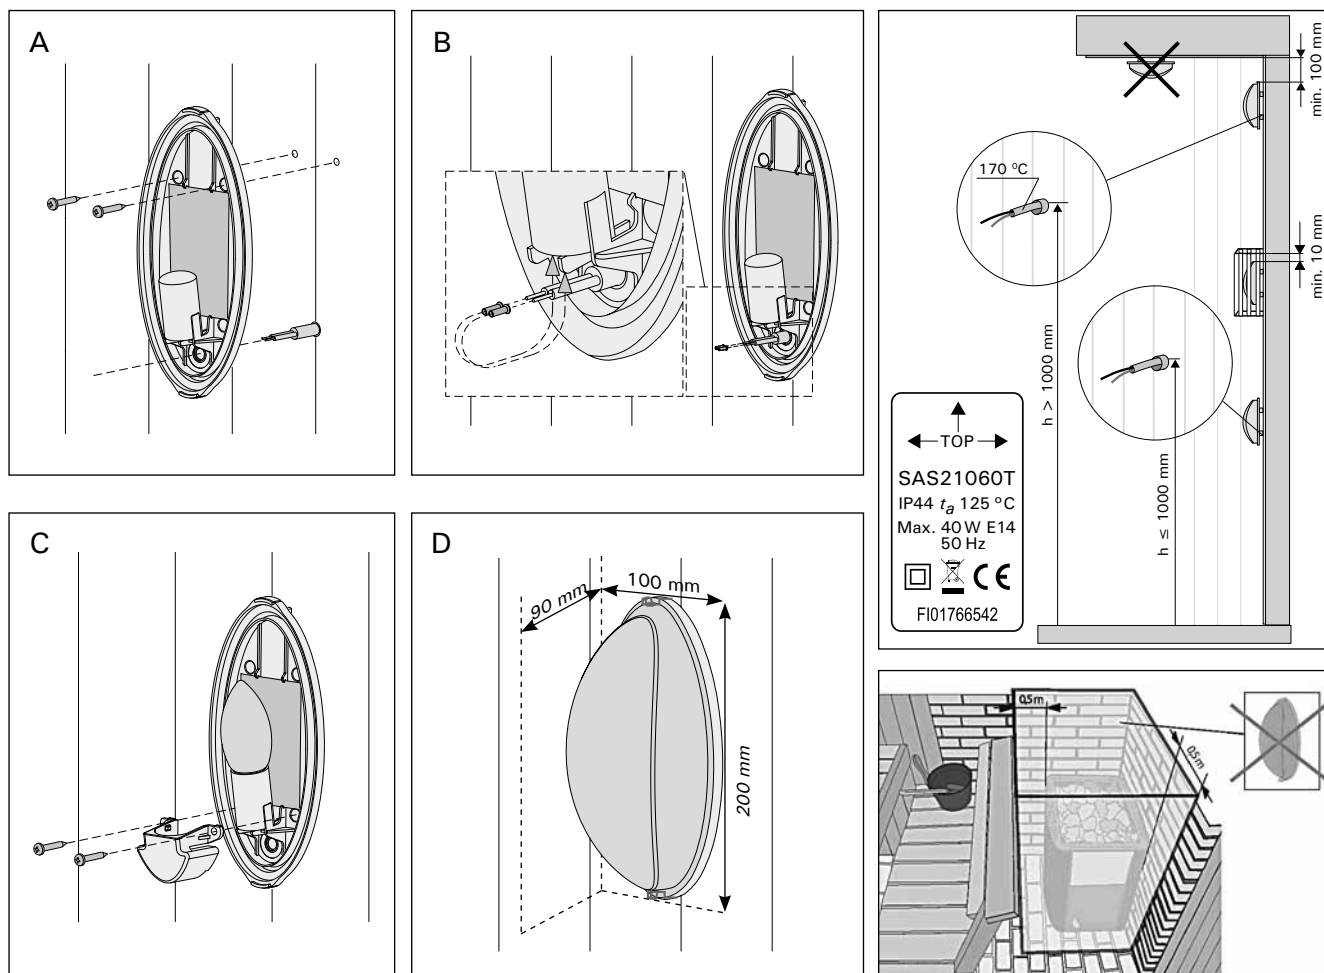 A
B
170 °C
min. 100 mm
min. 10 mm
h > 1000 mm
h ≤ 1000 mm
TOP
SAS21060T
IP44 ta 125 °C
Max. 40 W E14
50 Hz
CE
FI01766542
C
D
90 mm
100 mm
200 mm
0,5m
0,5m